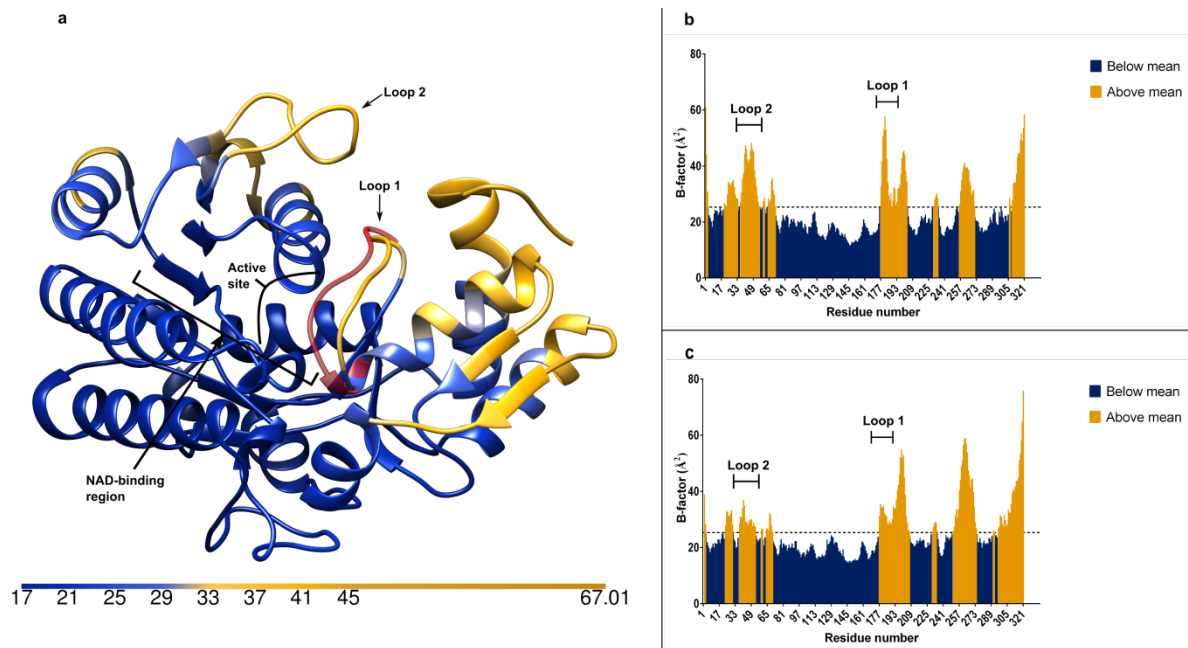 a
Loop 2
Loop 1
Active
site
NAD-binding
region
17 21 25 29 33 37 41 45 67.01
b
80
60
40
20
0
B-factor (Å²)
Loop 2
Loop 1
1 17 33 49 65 81 97 113 129 145 161 177 193 209 225 241 257 273 289 305 321
Residue number
Below mean
Above mean
c
80
60
40
20
0
B-factor (Å²)
Loop 2
Loop 1
1 17 33 49 65 81 97 113 129 145 161 177 193 209 225 241 257 273 289 305 321
Residue number
Below mean
Above mean